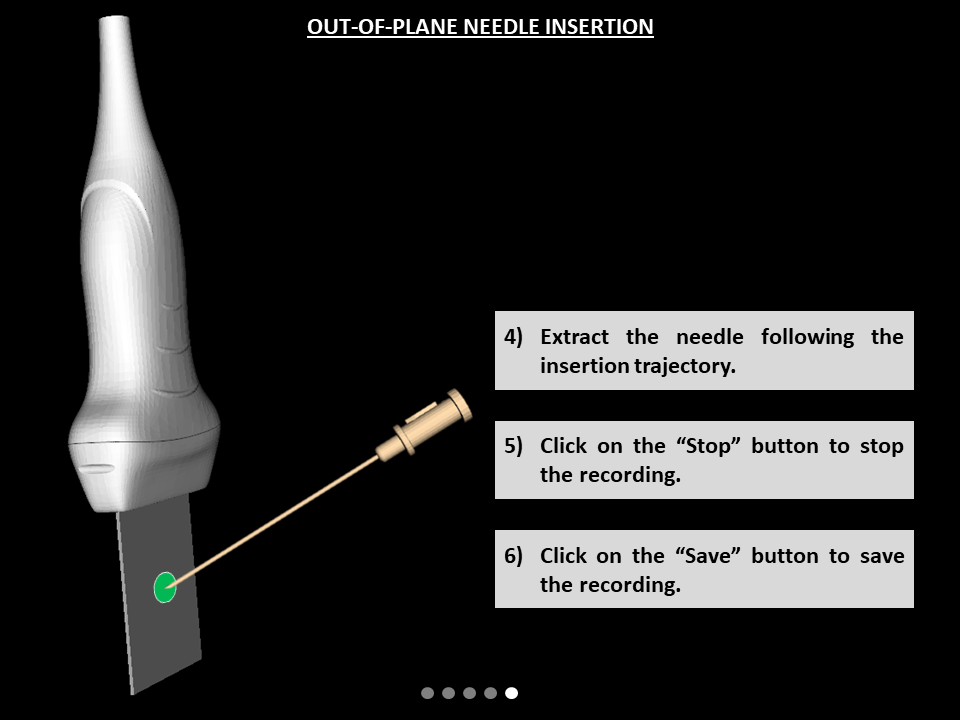 OUT-OF-PLANE NEEDLE INSERTION
4) Extract the needle following the
insertion trajectory.
5) Click on the “Stop” button to stop
the recording.
6) Click on the “Save” button to save
the recording.